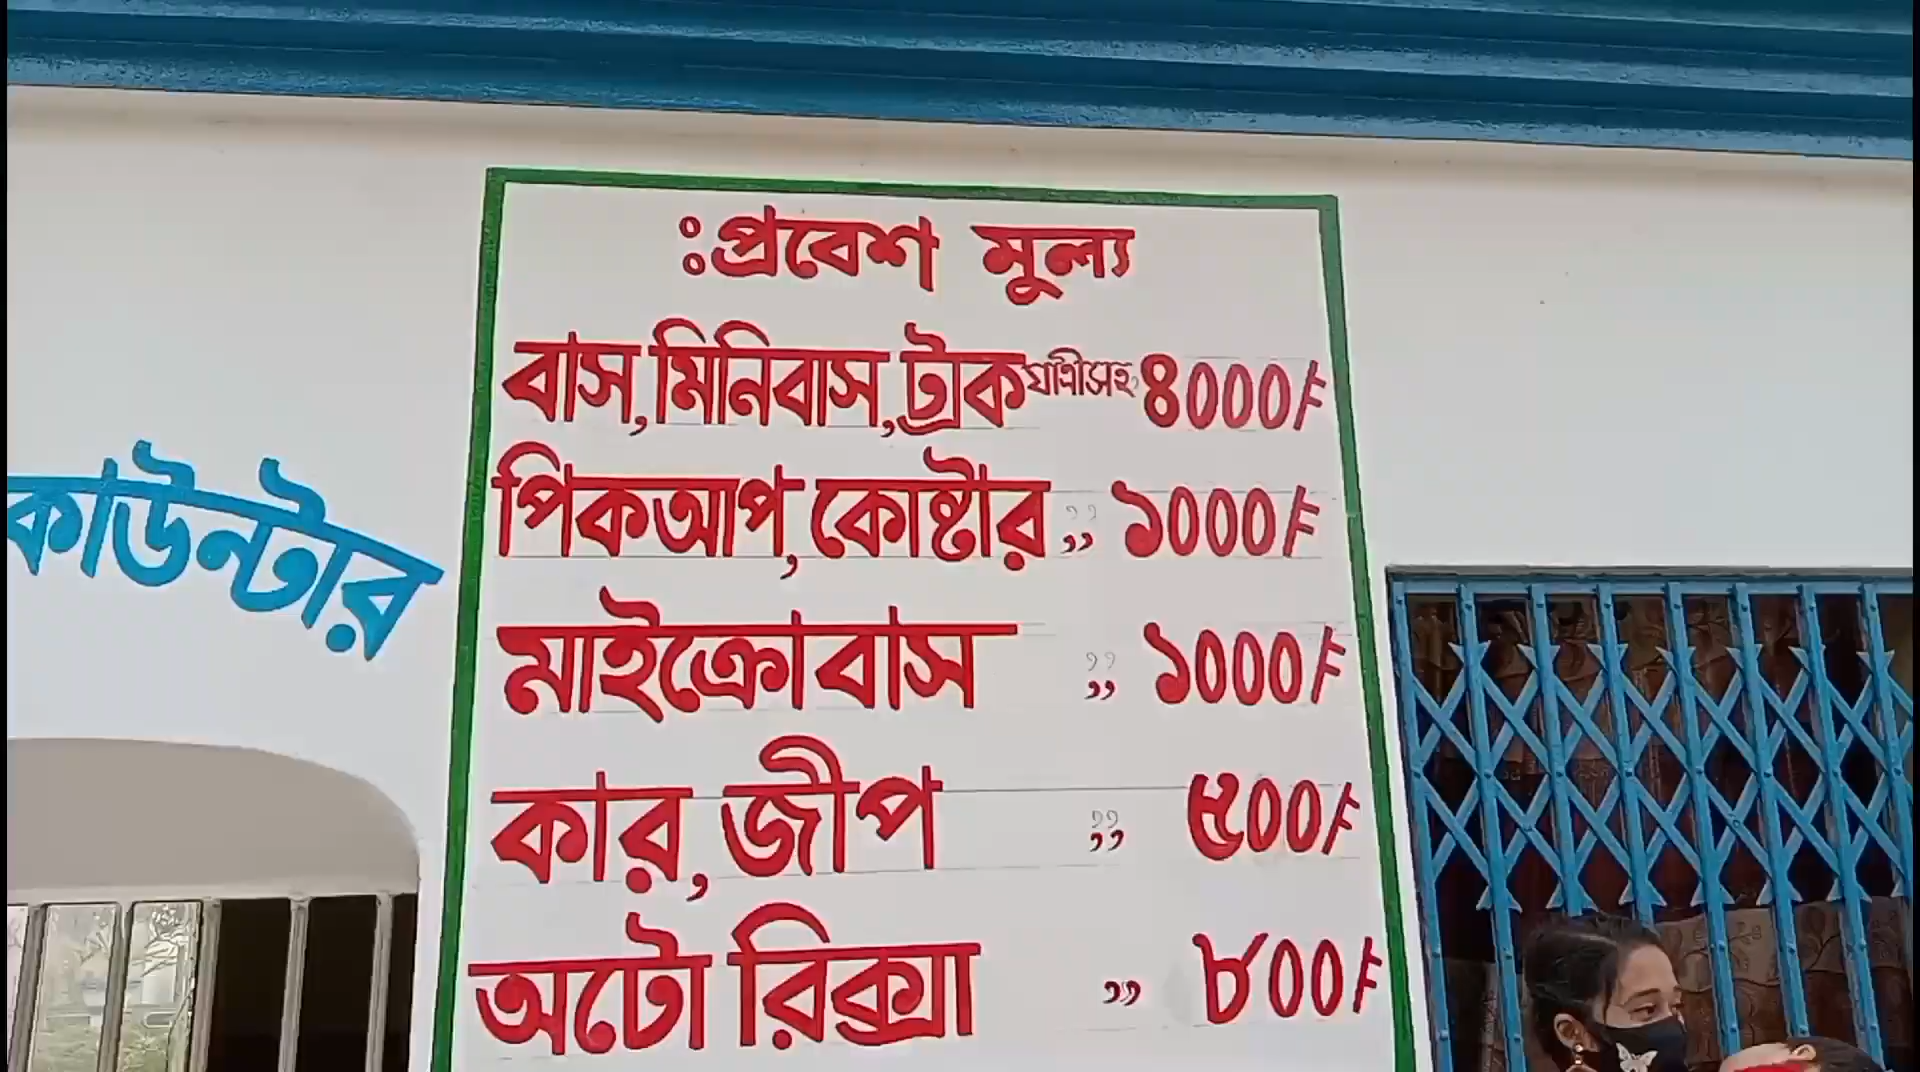 :প্রবেশ মুল্য
বাস,মিনিবাস,ট্রাক যাত্রীসহ ৪০০০৳
পিকআপ,কোষ্টার ,, ১০০০৳
মাইক্রোবাস ,, ১০০০৳
কার,জীপ ,, ৫০০৳
অটো রিক্সা ,, ৮০০৳
কাউন্টার